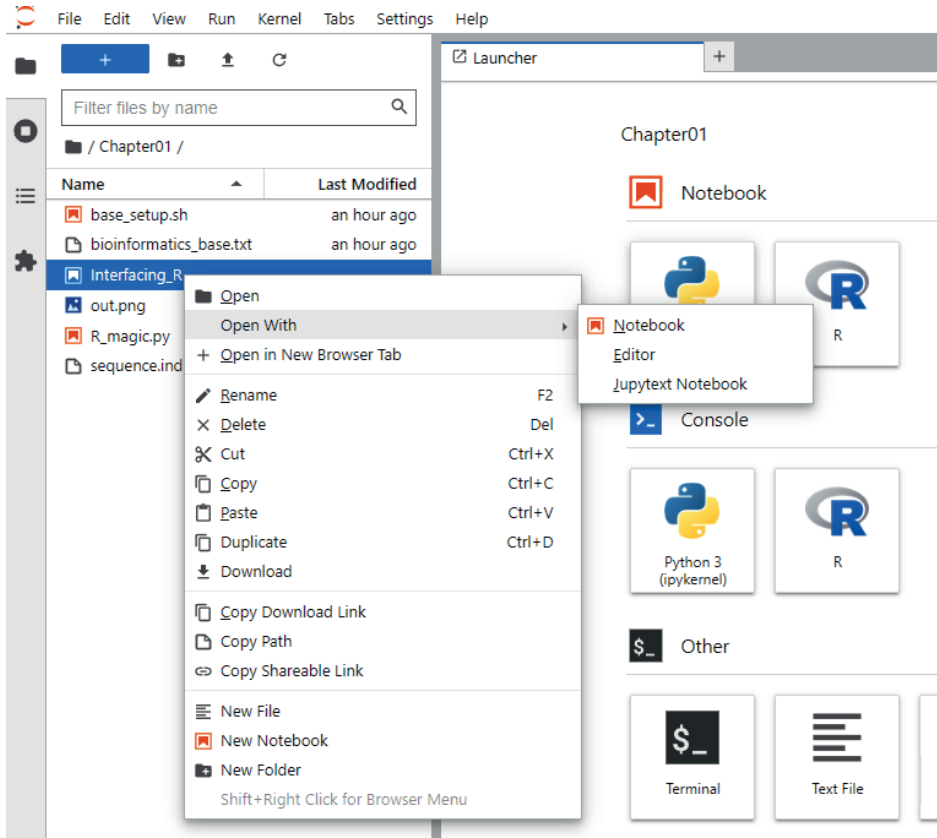 File Edit View Run Kernel Tabs Settings Help
+
Filter files by name
/ Chapter01 /
Name Last Modified
base_setup.sh an hour ago
bioinformatics_base.txt an hour ago
Interfacing_R
out.png
R_magic.py
sequence.ind
Open
Open With
Open in New Browser Tab
Rename F2
Delete Del
Cut Ctrl+X
Copy Ctrl+C
Paste Ctrl+V
Duplicate Ctrl+D
Download
Copy Download Link
Copy Path
Copy Shareable Link
New File
New Notebook
New Folder
Shift+Right Click for Browser Menu
Notebook
Editor
Jupytext Notebook
Launcher +
Chapter01
Notebook
R
R
>_ Console
Python 3
(ipykernel)
R
R
$_ Other
$_
Terminal
Text File